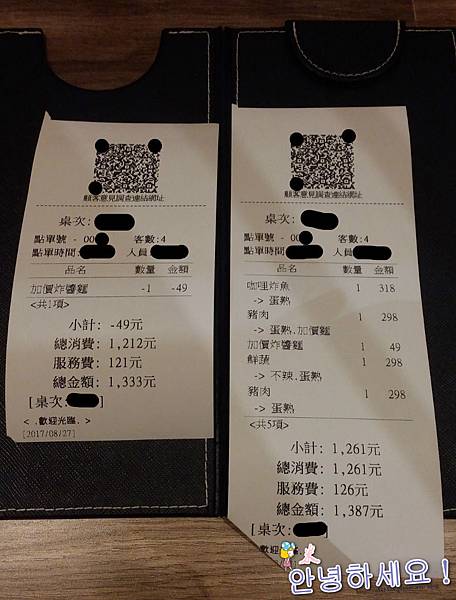 顧客意見調查連結網址
桌次:
點單號 - 00 客數:4
點單時間: 人員
品名 數量 金額
加價炸醬麵 -1 -49
<共1項>
小計: -49元
總消費: 1,212元
服務費: 121元
總金額: 1,333元
[桌次: ]
< .歡迎光臨. >
[2017/08/27]
顧客意見調查連結網址
桌次:
點單號 - 00 客數:4
點單時間: 人員
品名 數量 金額
咖哩炸魚 1 318
-> 蛋熟
豬肉 1 298
-> 蛋熟.加價麵
加價炸醬麵 1 49
鮮蔬 1 298
-> 不辣.蛋熟
豬肉 1 298
-> 蛋熟
<共5項>
小計: 1,261元
總消費: 1,261元
服務費: 126元
總金額: 1,387元
[桌次: ]
歡迎
안녕하세요!